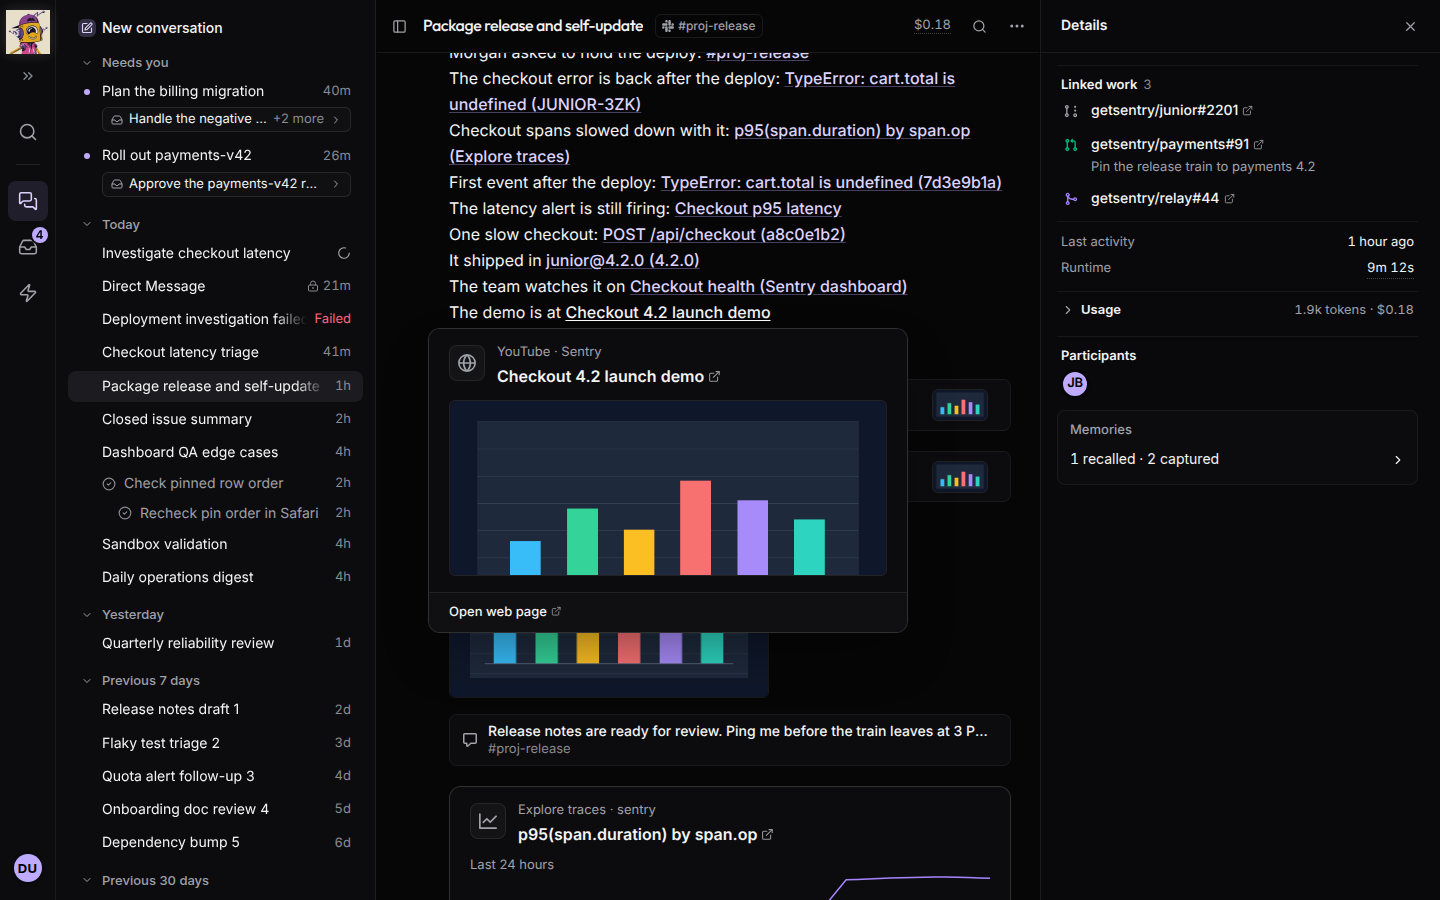 New conversation
Needs you
Plan the billing migration 40m
Handle the negative ... +2 more
Roll out payments-v42 26m
Approve the payments-v42 r...
Today
Investigate checkout latency
Direct Message 21m
Deployment investigation failed Failed
Checkout latency triage 41m
Package release and self-update 1h
Closed issue summary 2h
Dashboard QA edge cases 4h
Check pinned row order 2h
Recheck pin order in Safari 2h
Sandbox validation 4h
Daily operations digest 4h
Yesterday
Quarterly reliability review 1d
Previous 7 days
Release notes draft 1 2d
Flaky test triage 2 3d
Quota alert follow-up 3 4d
Onboarding doc review 4 5d
Dependency bump 5 6d
Previous 30 days
4
DU
Package release and self-update #proj-release $0.18
Morgan asked to hold the deploy: #proj-release
The checkout error is back after the deploy: TypeError: cart.total is
undefined (JUNIOR-3ZK)
Checkout spans slowed down with it: p95(span.duration) by span.op
(Explore traces)
First event after the deploy: TypeError: cart.total is undefined (7d3e9b1a)
The latency alert is still firing: Checkout p95 latency
One slow checkout: POST /api/checkout (a8c0e1b2)
It shipped in junior@4.2.0 (4.2.0)
The team watches it on Checkout health (Sentry dashboard)
The demo is at Checkout 4.2 launch demo
YouTube · Sentry
Checkout 4.2 launch demo
Open web page
Release notes are ready for review. Ping me before the train leaves at 3 P...
#proj-release
Explore traces · sentry
p95(span.duration) by span.op
Last 24 hours
Details
Linked work 3
getsentry/junior#2201
getsentry/payments#91
Pin the release train to payments 4.2
getsentry/relay#44
Last activity 1 hour ago
Runtime 9m 12s
Usage 1.9k tokens · $0.18
Participants
JB
Memories
1 recalled · 2 captured